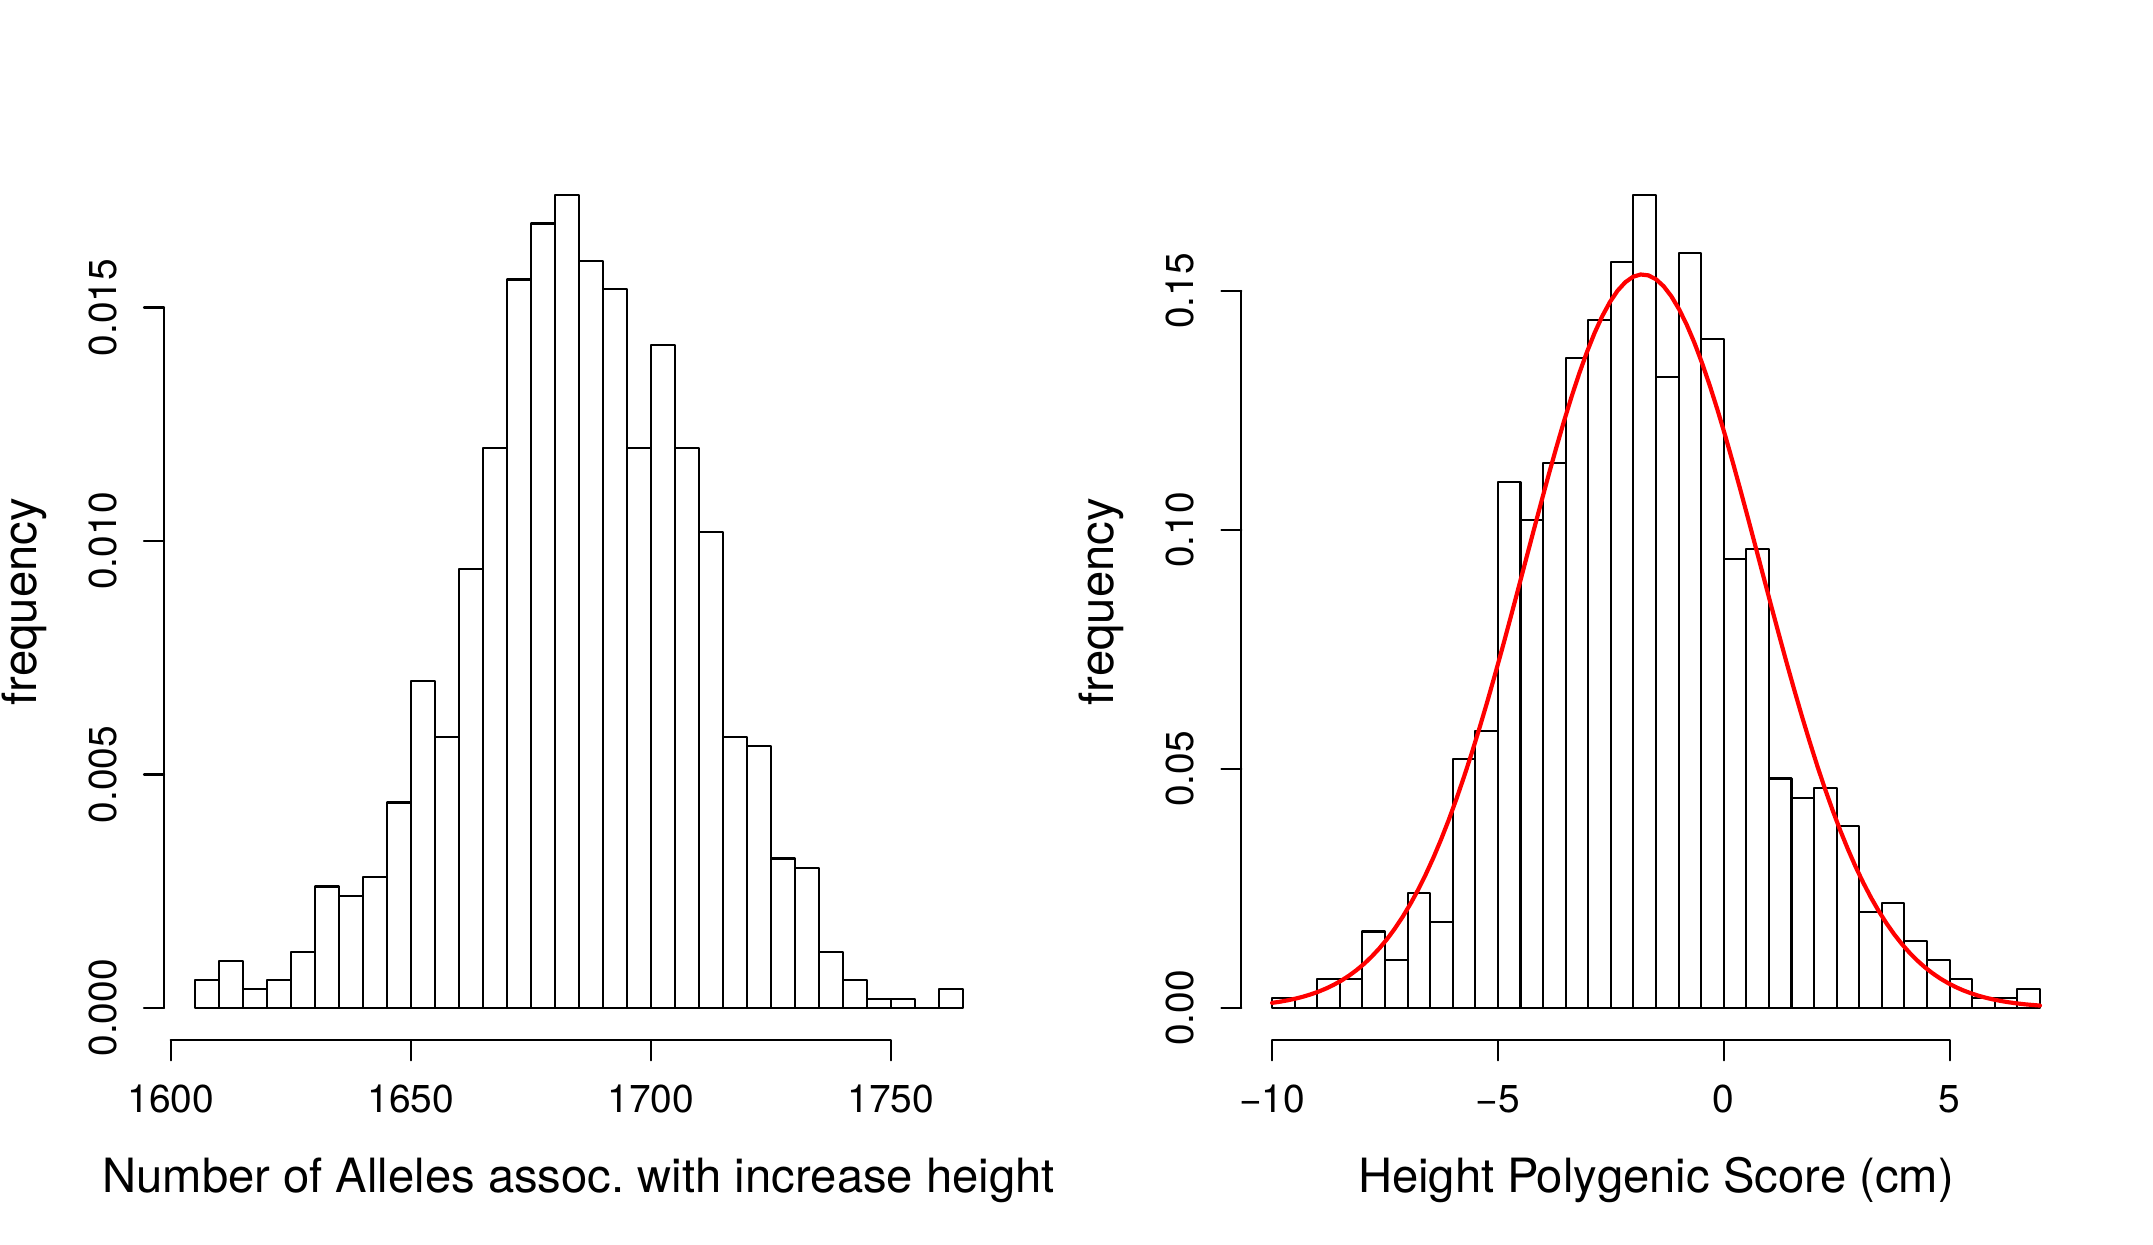 frequency
0.000
0.005
0.010
0.015
1600 1650 1700 1750
Number of Alleles assoc. with increase height
frequency
0.00
0.05
0.10
0.15
−10 −5 0 5
Height Polygenic Score (cm)